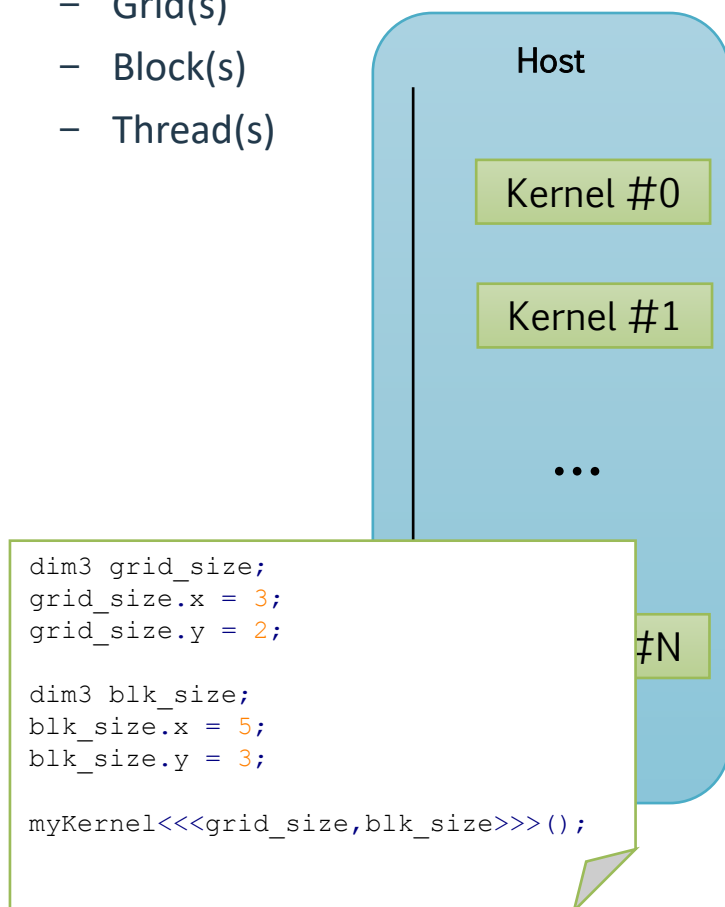 – Grid(s)
– Block(s)
– Thread(s)
Host
Kernel #0
Kernel #1
...
#N
dim3 grid_size;
grid_size.x = 3;
grid_size.y = 2;
dim3 blk_size;
blk_size.x = 5;
blk_size.y = 3;
myKernel<<<grid_size,blk_size>>>();